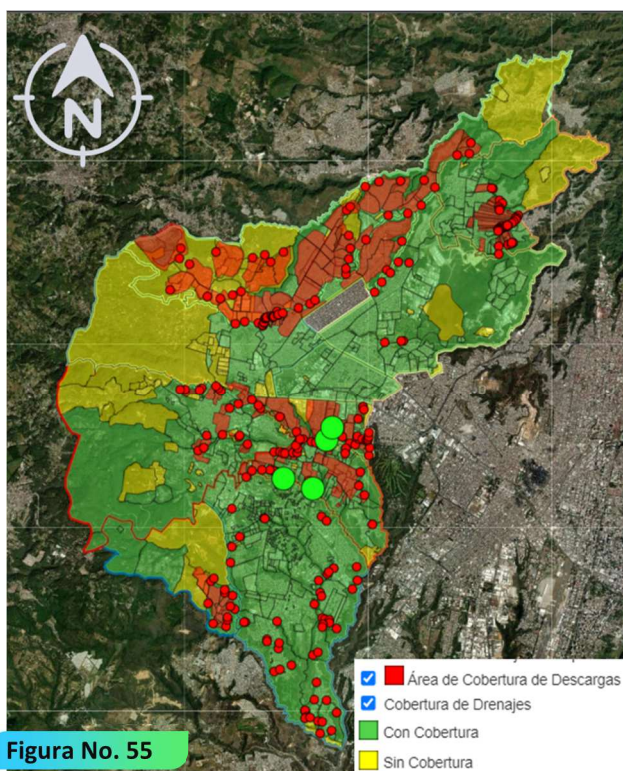 N
Área de Cobertura de Descargas
Cobertura de Drenajes
Con Cobertura
Sin Cobertura
Figura No. 55